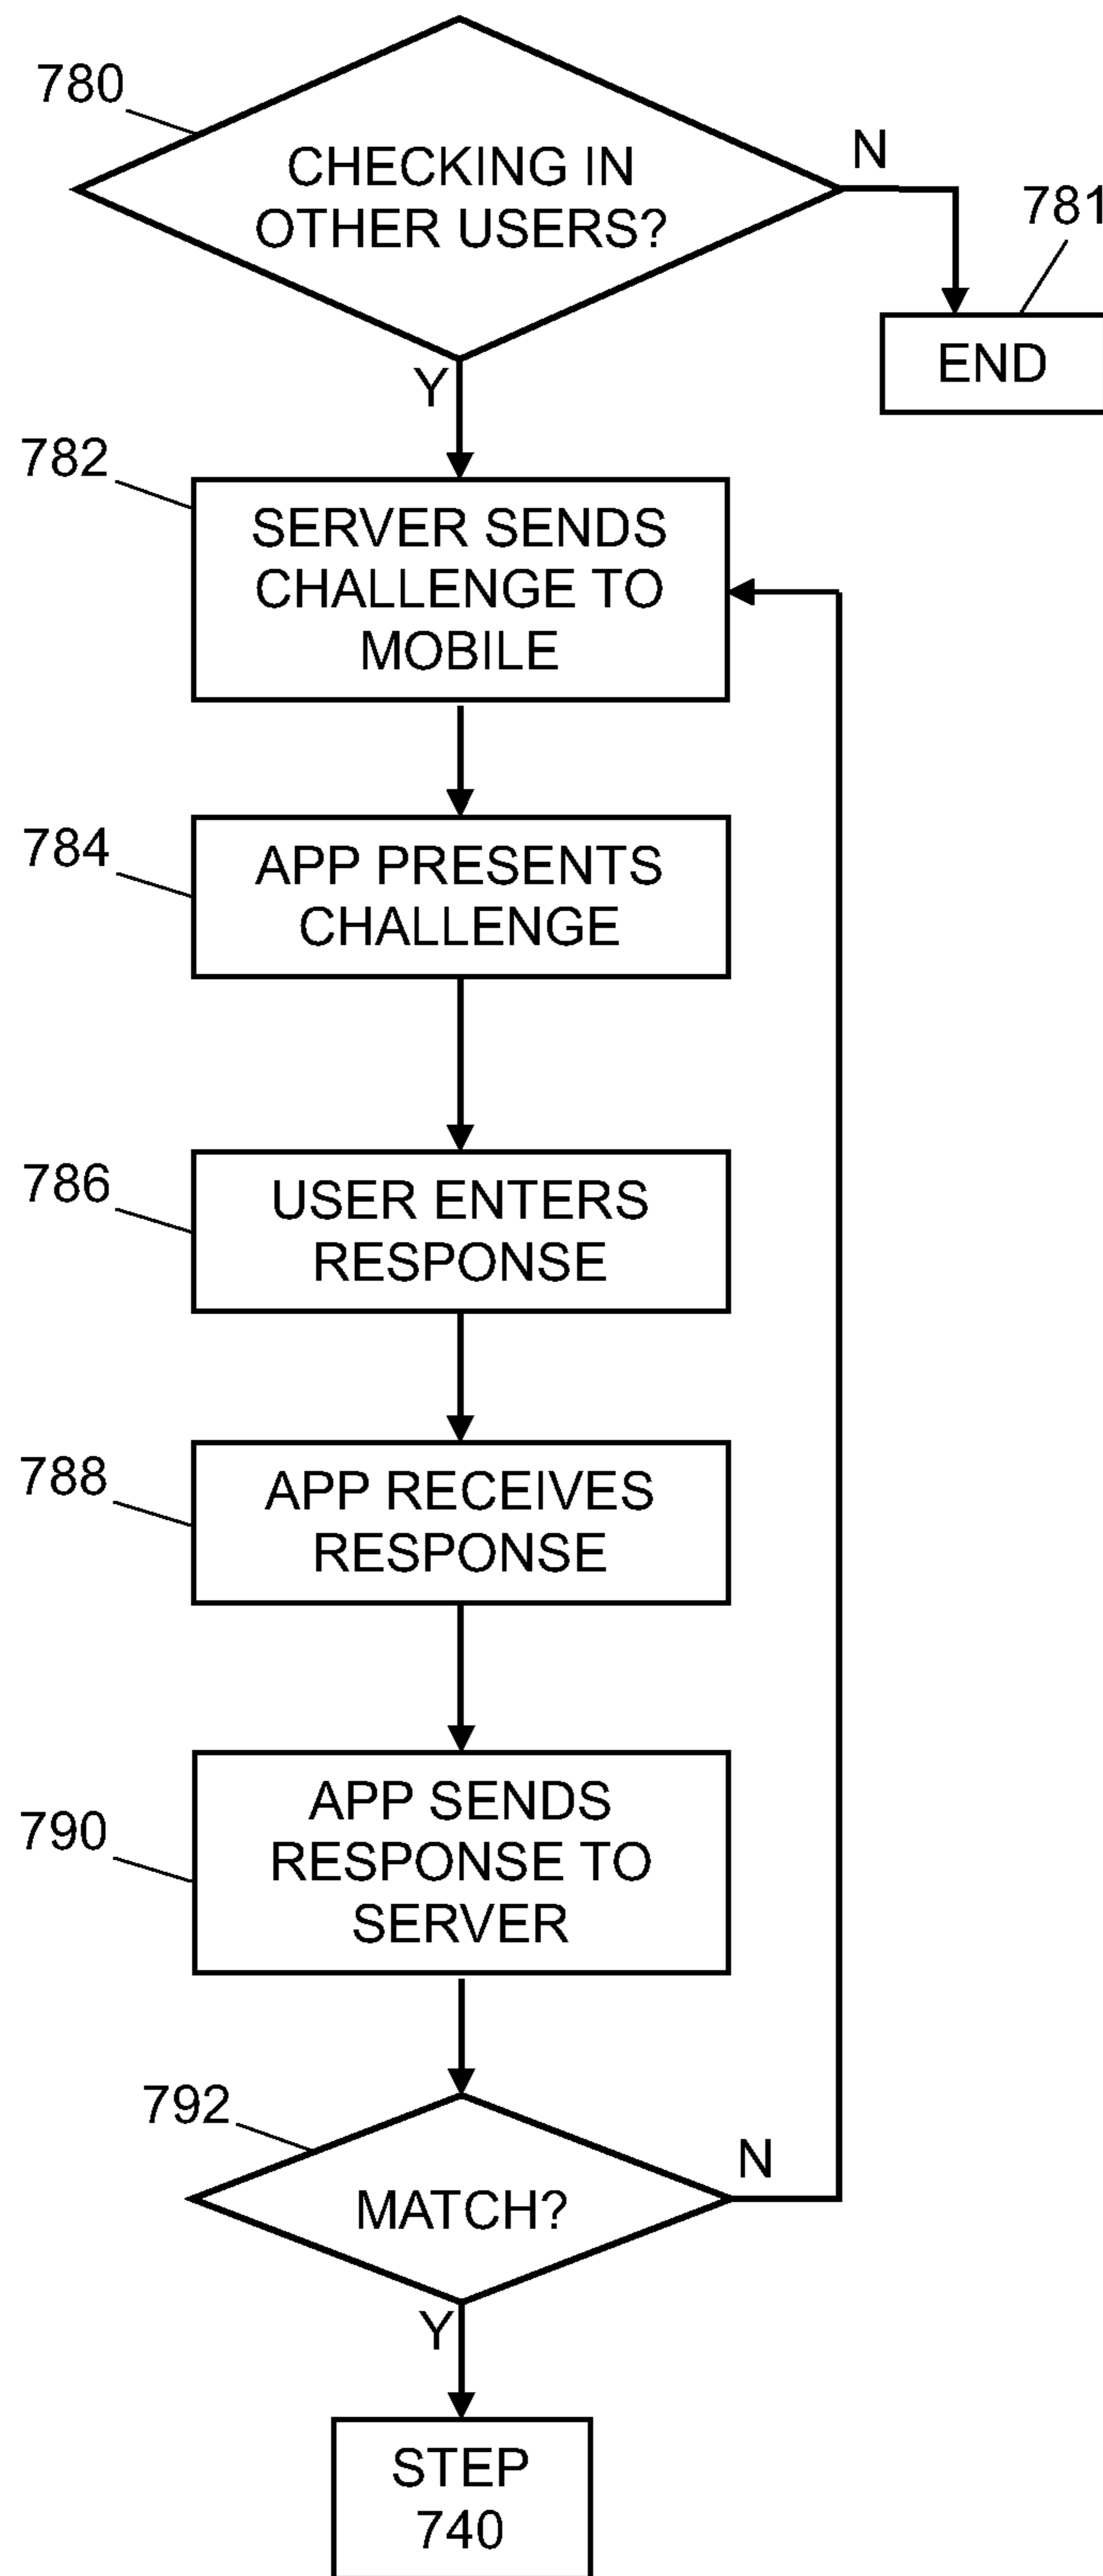 780
CHECKING IN
OTHER USERS?
N
781
END
Y
782
SERVER SENDS
CHALLENGE TO
MOBILE
784
APP PRESENTS
CHALLENGE
786
USER ENTERS
RESPONSE
788
APP RECEIVES
RESPONSE
790
APP SENDS
RESPONSE TO
SERVER
792
MATCH?
N
Y
STEP
740